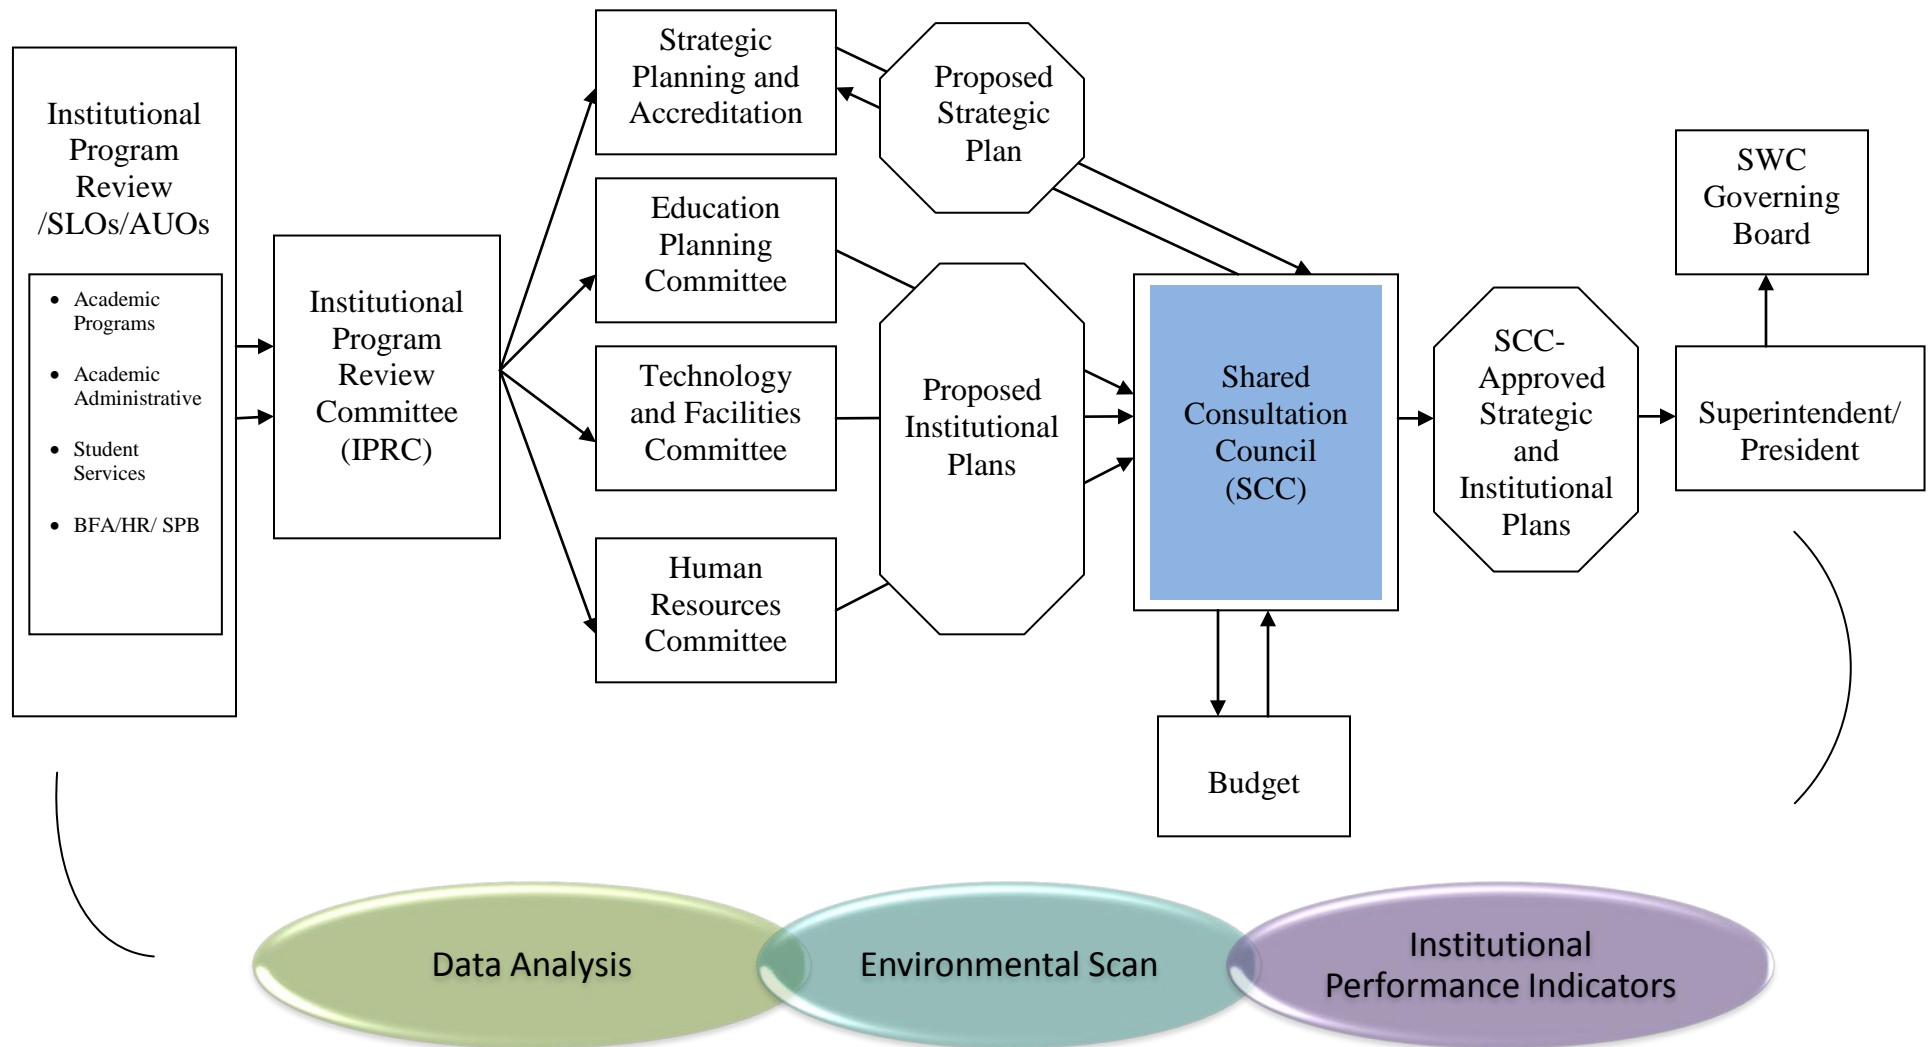 Institutional
Program
Review
/SLOs/AUOs
• Academic
Programs
• Academic
Administrative
• Student
Services
• BFA/HR/ SPB
Institutional
Program
Review
Committee
(IPRC)
Strategic
Planning and
Accreditation
Education
Planning
Committee
Technology
and Facilities
Committee
Human
Resources
Committee
Proposed
Strategic
Plan
Proposed
Institutional
Plans
Shared
Consultation
Council
(SCC)
Budget
SCC-
Approved
Strategic
and
Institutional
Plans
SWC
Governing
Board
Superintendent/
President
Data Analysis
Environmental Scan
Institutional
Performance Indicators